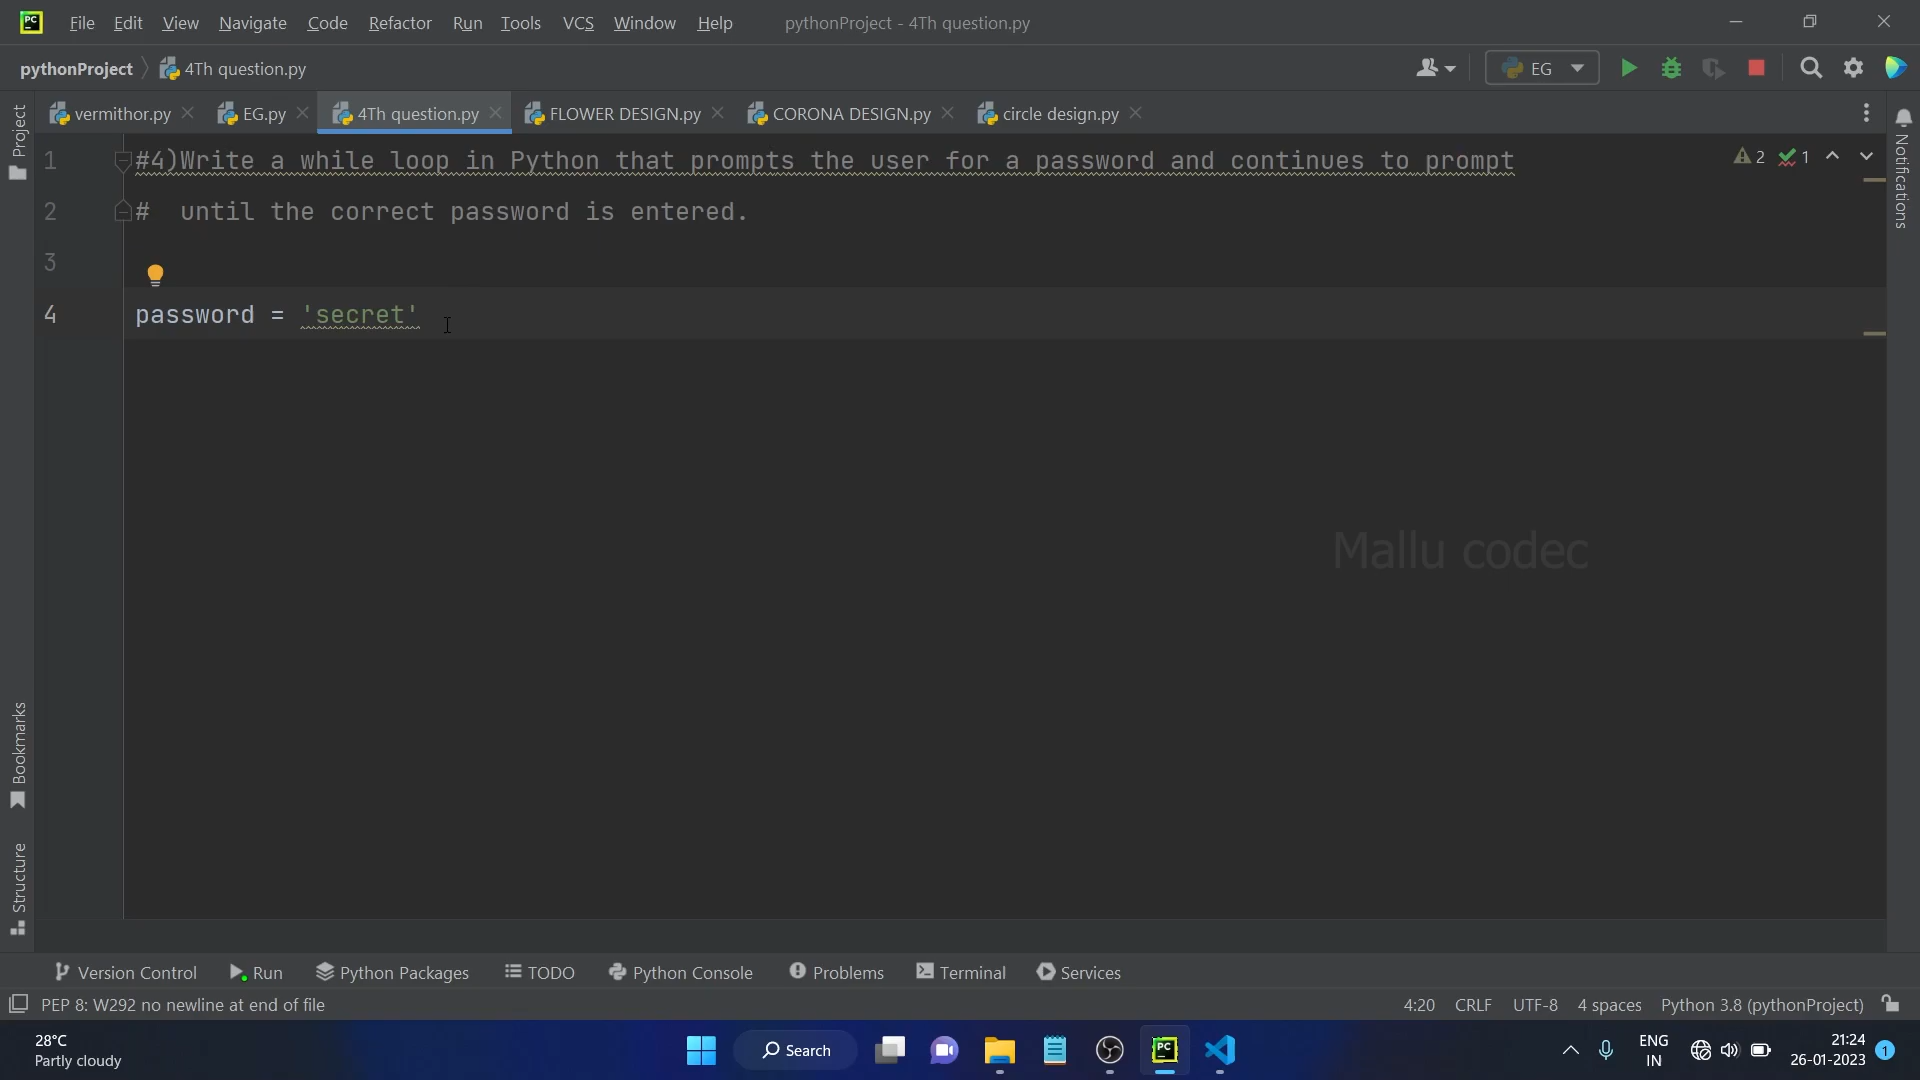 File Edit View Navigate Code Refactor Run Tools VCS Window Help pythonProject - 4Th question.py
pythonProject 4Th question.py EG
vermithor.py EG.py 4Th question.py FLOWER DESIGN.py CORONA DESIGN.py circle design.py
Project
Notifications
1 #4)Write a while loop in Python that prompts the user for a password and continues to prompt 2 1
2 # until the correct password is entered.
3
4 password = 'secret'
Mallu codec
Bookmarks
Structure
Version Control Run Python Packages TODO Python Console Problems Terminal Services
PEP 8: W292 no newline at end of file 4:20 CRLF UTF-8 4 spaces Python 3.8 (pythonProject)
28°C
Partly cloudy
Search
ENG
IN
21:24
26-01-2023
1